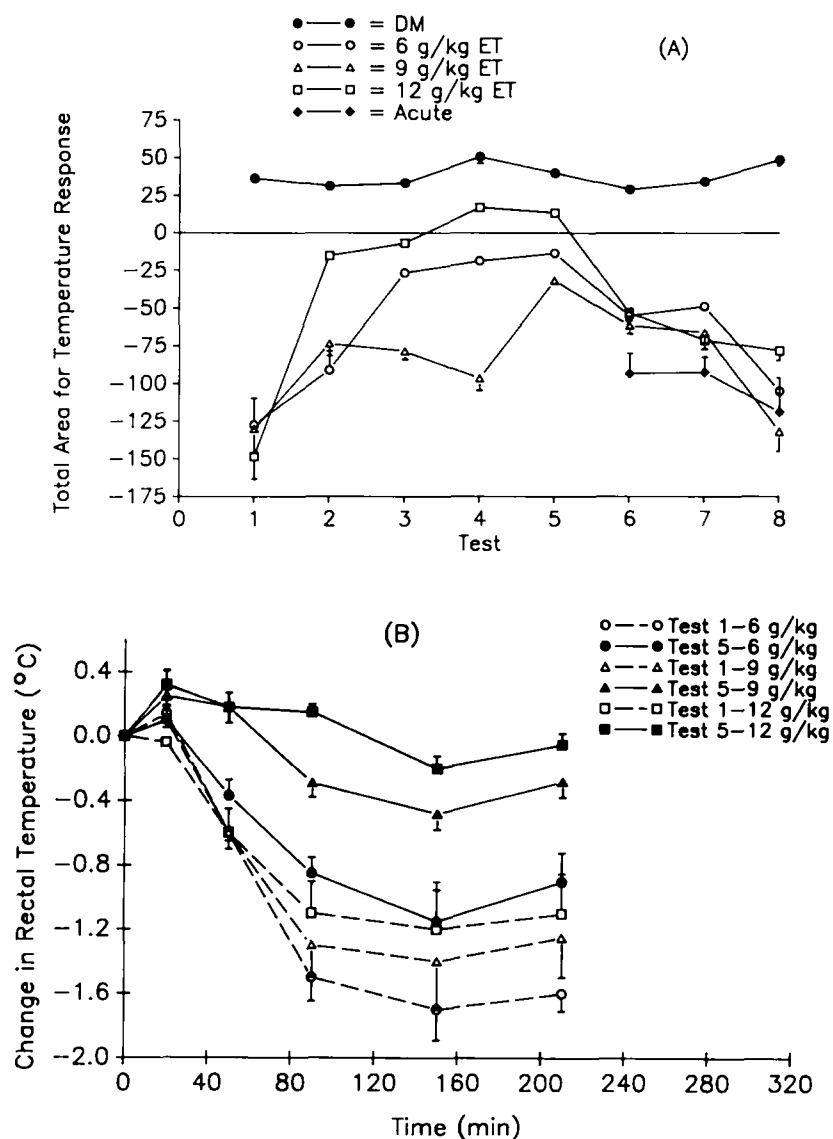 = DM
(A)
= 6 g/kg ET
= 9 g/kg ET
= 12 g/kg ET
= Acute
Total Area for Temperature Response
75
50
25
0
−25
−50
−75
−100
−125
−150
−175
0 1 2 3 4 5 6 7 8
Test
(B)
Test 1−6 g/kg
Test 5−6 g/kg
Test 1−9 g/kg
Test 5−9 g/kg
Test 1−12 g/kg
Test 5−12 g/kg
Change in Rectal Temperature (°C)
0.4
0.0
−0.4
−0.8
−1.2
−1.6
−2.0
0 40 80 120 160 200 240 280 320
Time (min)